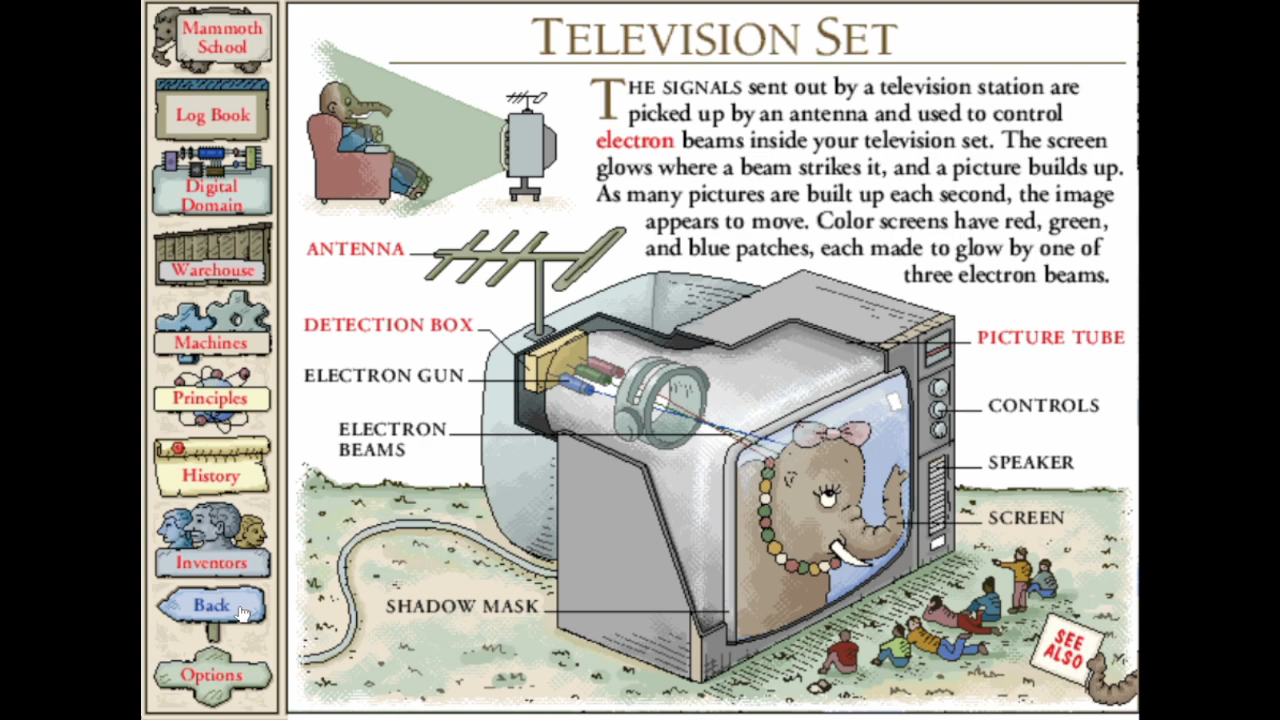 Mammoth
School
Log Book
Digital
Domain
Warehouse
Machines
Principles
History
Inventors
Back
Options
TELEVISION SET
THE SIGNALS sent out by a television station are
picked up by an antenna and used to control
electron beams inside your television set. The screen
glows where a beam strikes it, and a picture builds up.
As many pictures are built up each second, the image
appears to move. Color screens have red, green,
and blue patches, each made to glow by one of
three electron beams.
ANTENNA
DETECTION BOX
ELECTRON GUN
ELECTRON
BEAMS
SHADOW MASK
PICTURE TUBE
CONTROLS
SPEAKER
SCREEN
SEE
ALSO